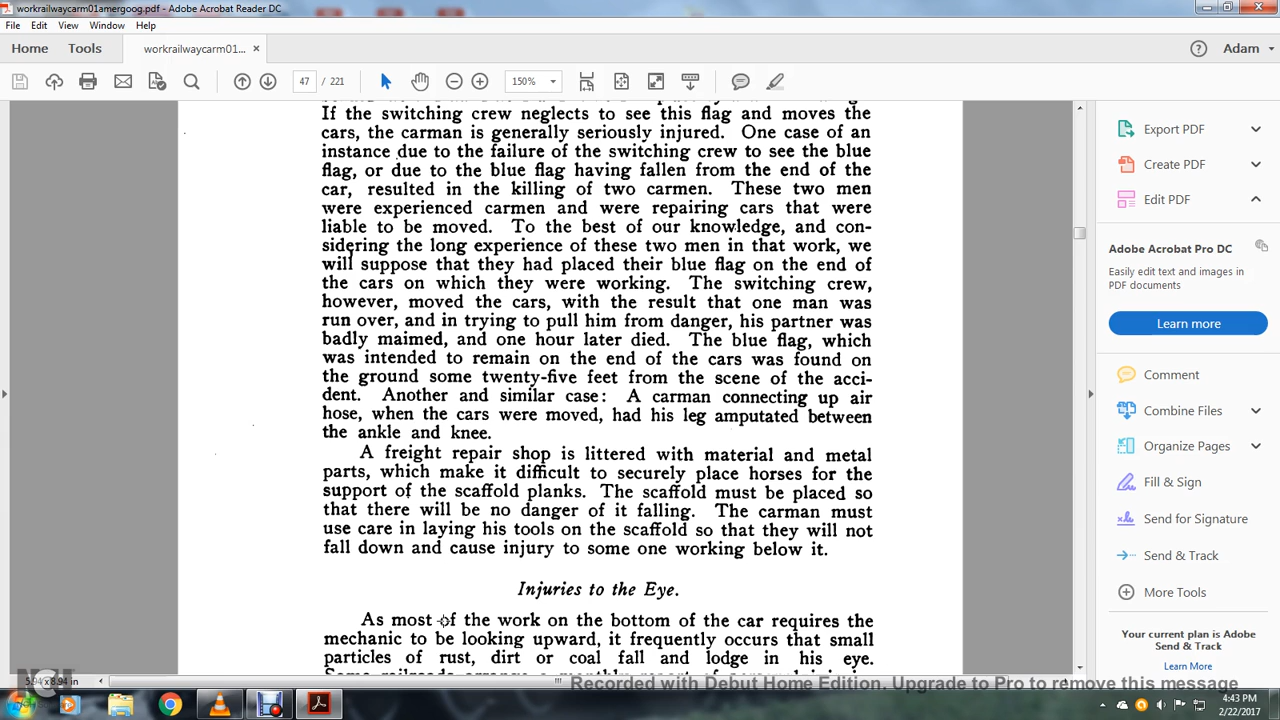 workrailwaycarm01amergoog.pdf - Adobe Acrobat Reader DC
File Edit View Window Help
Home Tools workrailwaycarm01... × Adam
47 / 221 150%
If the switching crew neglects to see this flag and moves the
cars, the carman is generally seriously injured. One case of an
instance due to the failure of the switching crew to see the blue
flag, or due to the blue flag having fallen from the end of the
car, resulted in the killing of two carmen. These two men
were experienced carmen and were repairing cars that were
liable to be moved. To the best of our knowledge, and con-
sidering the long experience of these two men in that work, we
will suppose that they had placed their blue flag on the end of
the cars on which they were working. The switching crew,
however, moved the cars, with the result that one man was
run over, and in trying to pull him from danger, his partner was
badly maimed, and one hour later died. The blue flag, which
was intended to remain on the end of the cars was found on
the ground some twenty-five feet from the scene of the acci-
dent. Another and similar case: A carman connecting up air
hose, when the cars were moved, had his leg amputated between
the ankle and knee.
A freight repair shop is littered with material and metal
parts, which make it difficult to securely place horses for the
support of the scaffold planks. The scaffold must be placed so
that there will be no danger of it falling. The carman must
use care in laying his tools on the scaffold so that they will not
fall down and cause injury to some one working below it.
Injuries to the Eye.
As most of the work on the bottom of the car requires the
mechanic to be looking upward, it frequently occurs that small
particles of rust, dirt or coal fall and lodge in his eye.
Export PDF
Create PDF
Edit PDF
Adobe Acrobat Pro DC
Easily edit text and images in
PDF documents
Learn more
Comment
Combine Files
Organize Pages
Fill & Sign
Send for Signature
Send & Track
More Tools
Your current plan is Adobe
Send & Track
Learn More
5.94 x 8.94 in
Recorded with Debut Home Edition. Upgrade to Pro to remove this message
4:43 PM
2/22/2017